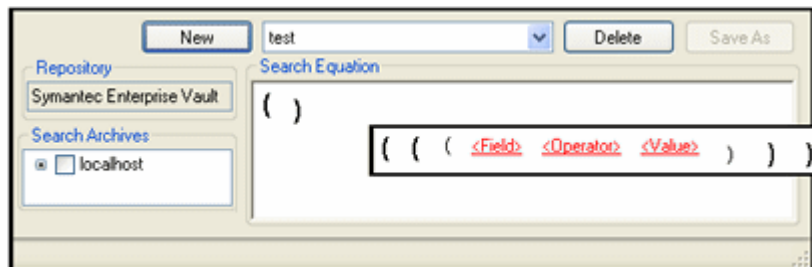 New test Delete Save As
Repository Search Equation
Symantec Enterprise Vault
( )
Search Archives
localhost
( ( ( <Field> <Operator> <Value> ) ) )